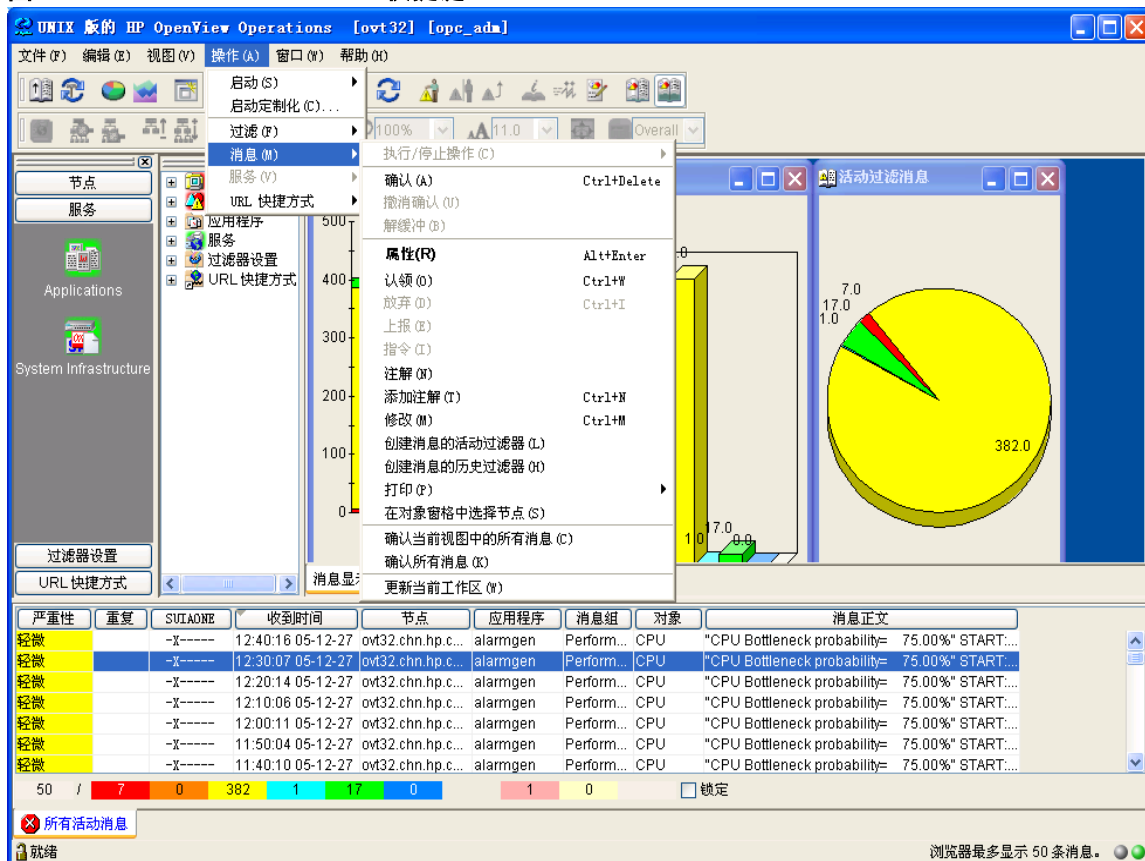 UNIX 版的 HP OpenView Operations [ovt32] [opc_adm]
文件(F) 编辑(E) 视图(V) 操作(A) 窗口(W) 帮助(H)
100% 11.0 Overall
启动(S)
启动定制化(C)...
过滤(F)
消息(M)
服务(V)
URL 快捷方式
执行/停止操作(C)
确认(A) Ctrl+Delete
撤消确认(U)
解缓冲(B)
属性(R) Alt+Enter
认领(O) Ctrl+W
放弃(D) Ctrl+I
上报(E)
指令(I)
注解(N)
添加注解(T) Ctrl+N
修改(M) Ctrl+M
创建消息的活动过滤器(L)
创建消息的历史过滤器(H)
打印(P)
在对象窗格中选择节点(S)
确认当前视图中的所有消息(C)
确认所有消息(K)
更新当前工作区(W)
节点
服务
Applications
System Infrastructure
过滤器设置
URL 快捷方式
应用程序
服务
过滤器设置
URL 快捷方式
500
400
300
200
100
0
.0
1.0
17.0
0.0
消息显
活动过滤消息
7.0
17.0
1.0
382.0
严重性 重复 SUIAONE 收到时间 节点 应用程序 消息组 对象 消息正文
轻微 -X----- 12:40:16 05-12-27 ovt32.chn.hp.c... alarmgen Perform... CPU "CPU Bottleneck probability= 75.00%" START:...
轻微 -X----- 12:30:07 05-12-27 ovt32.chn.hp.c... alarmgen Perform... CPU "CPU Bottleneck probability= 75.00%" START:...
轻微 -X----- 12:20:14 05-12-27 ovt32.chn.hp.c... alarmgen Perform... CPU "CPU Bottleneck probability= 75.00%" START:...
轻微 -X----- 12:10:06 05-12-27 ovt32.chn.hp.c... alarmgen Perform... CPU "CPU Bottleneck probability= 75.00%" START:...
轻微 -X----- 12:00:11 05-12-27 ovt32.chn.hp.c... alarmgen Perform... CPU "CPU Bottleneck probability= 75.00%" START:...
轻微 -X----- 11:50:04 05-12-27 ovt32.chn.hp.c... alarmgen Perform... CPU "CPU Bottleneck probability= 75.00%" START:...
轻微 -X----- 11:40:10 05-12-27 ovt32.chn.hp.c... alarmgen Perform... CPU "CPU Bottleneck probability= 75.00%" START:...
50 / 7 0 382 1 17 0 1 0 锁定
所有活动消息
就绪 浏览器最多显示 50 条消息。